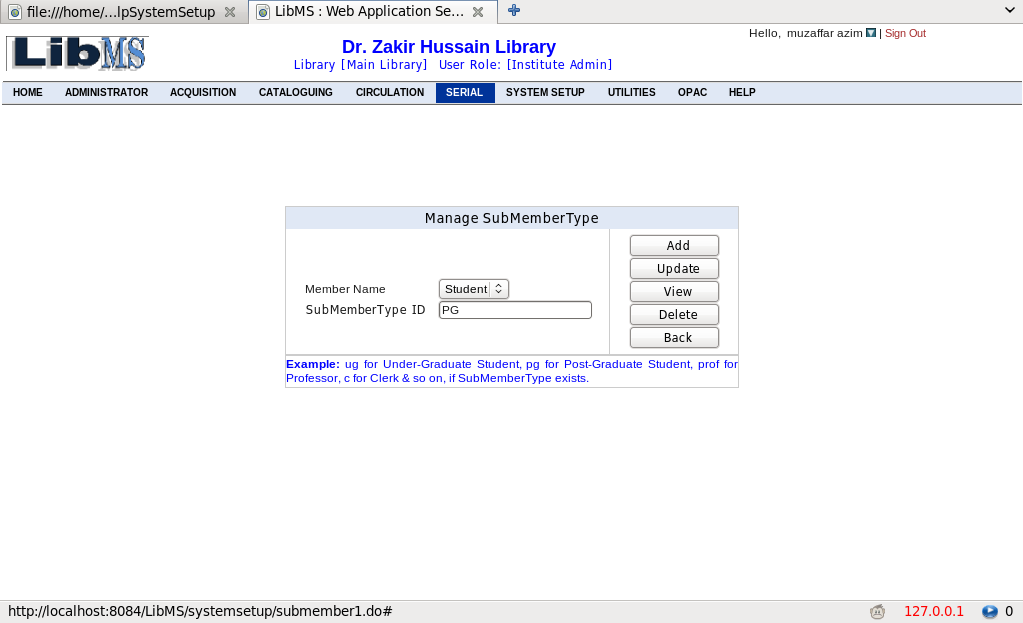 file:///home/...lpSystemSetup LibMS : Web Application Se...
Hello, muzaffar azim | Sign Out
LibMS
Dr. Zakir Hussain Library
Library [Main Library] User Role: [Institute Admin]
HOME ADMINISTRATOR ACQUISITION CATALOGUING CIRCULATION SERIAL SYSTEM SETUP UTILITIES OPAC HELP
Manage SubMemberType
Add
Update
View
Delete
Back
Member Name Student
SubMemberType ID PG
Example: ug for Under-Graduate Student, pg for Post-Graduate Student, prof for
Professor, c for Clerk & so on, if SubMemberType exists.
http://localhost:8084/LibMS/systemsetup/submember1.do# 127.0.0.1 0